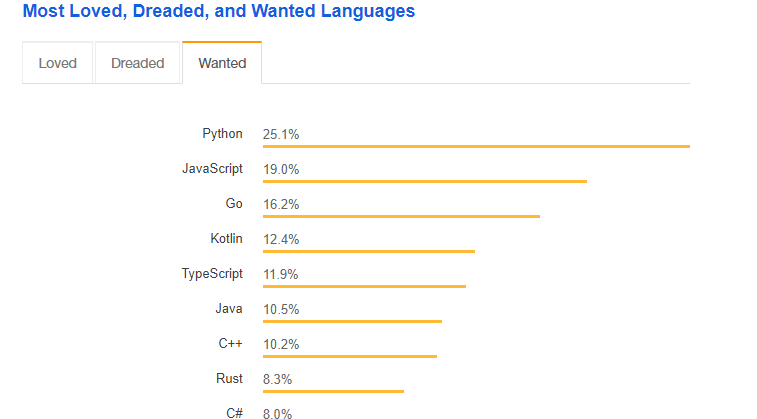 Most Loved, Dreaded, and Wanted Languages
Loved Dreaded Wanted
Python 25.1%
JavaScript 19.0%
Go 16.2%
Kotlin 12.4%
TypeScript 11.9%
Java 10.5%
C++ 10.2%
Rust 8.3%
C# 8.0%